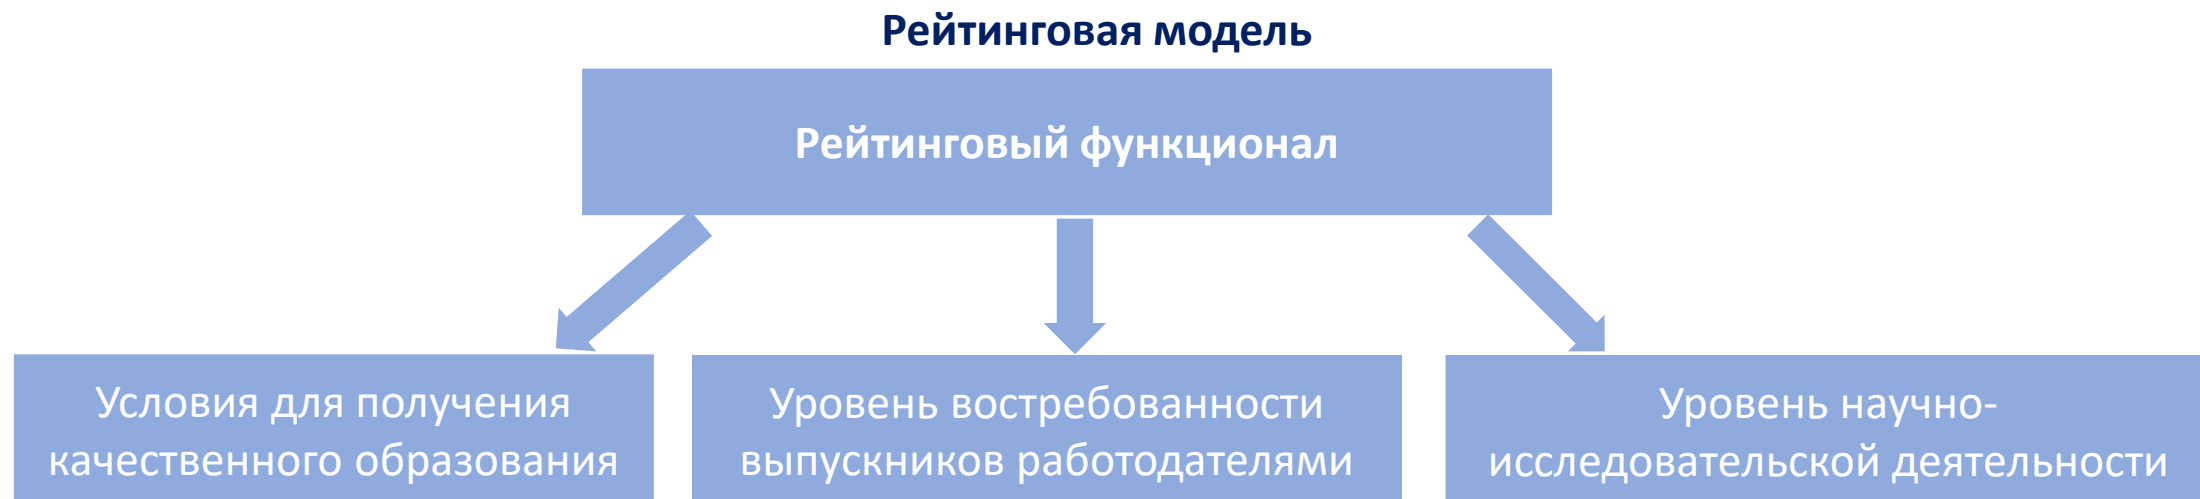 Рейтинговая модель
Рейтинговый функционал
Условия для получения
качественного образования
Уровень востребованности
выпускников работодателями
Уровень научно-
исследовательской деятельности